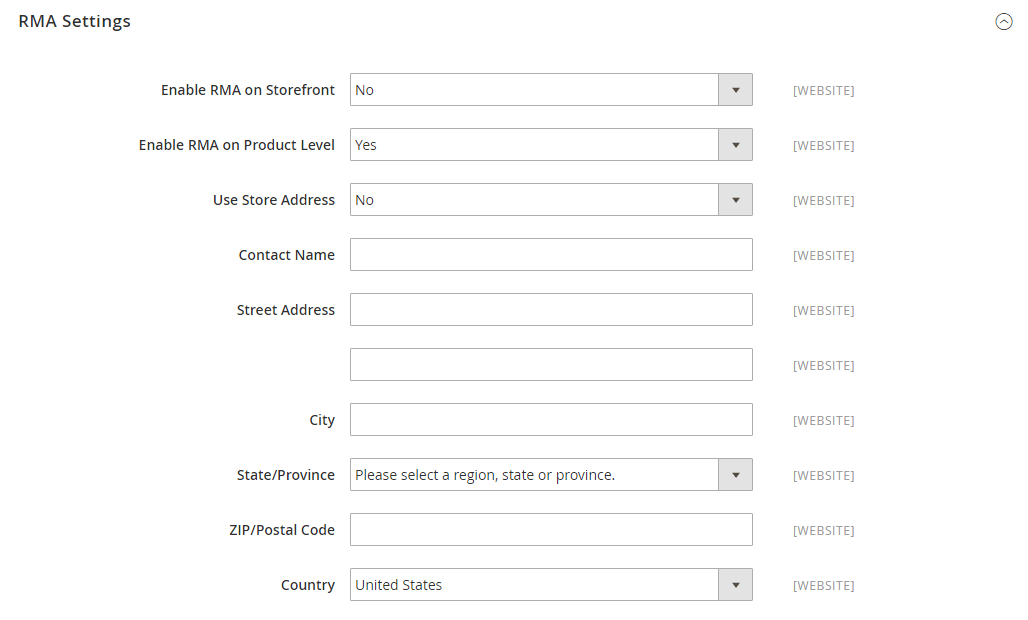 RMA Settings
Enable RMA on Storefront No [WEBSITE]
Enable RMA on Product Level Yes [WEBSITE]
Use Store Address No [WEBSITE]
Contact Name [WEBSITE]
Street Address [WEBSITE]
[WEBSITE]
City [WEBSITE]
State/Province Please select a region, state or province. [WEBSITE]
ZIP/Postal Code [WEBSITE]
Country United States [WEBSITE]